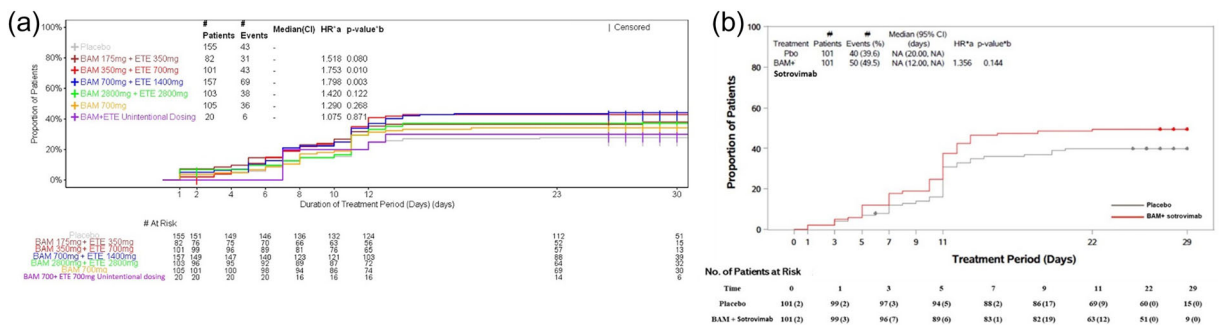 (a)
100%
80%
60%
40%
20%
0%
Proportion of Patients
# Patients # Events Median(CI) HR*a p-value*b
Placebo 155 43 -
BAM 175mg + ETE 350mg 82 31 - 1.518 0.080
BAM 350mg + ETE 700mg 101 43 - 1.753 0.010
BAM 700mg + ETE 1400mg 157 69 - 1.798 0.003
BAM 2800mg + ETE 2800mg 103 38 - 1.420 0.122
BAM 700mg 105 36 - 1.290 0.268
BAM+ETE Unintentional Dosing 20 6 - 1.075 0.871
| Censored
1 2 4 6 8 10 12 23 30
Duration of Treatment Period (Days) (days)
# At Risk
Placebo 155 151 149 146 136 132 124 112 51
BAM 175mg + ETE 350mg 82 76 75 70 66 63 56 52 15
BAM 350mg + ETE 700mg 101 99 96 89 81 76 65 57 13
BAM 700mg + ETE 1400mg 157 149 147 140 123 121 103 88 39
BAM 2800mg + ETE 2800mg 103 96 95 92 89 87 72 64 32
BAM 700mg 105 101 100 98 94 86 74 69 30
BAM 700+ ETE 700mg Unintentional dosing 20 20 20 20 16 16 16 14 6
(b)
100
80
60
40
20
0
Proportion of Patients
Treatment # Patients # Events (%) Median (95% CI) (days) HR*a p-value*b
Pbo 101 40 (39.6) NA (20.00, NA)
BAM+ Sotrovimab 101 50 (49.5) NA (12.00, NA) 1.356 0.144
Placebo
BAM+ sotrovimab
0 1 3 5 7 9 11 22 29
Treatment Period (Days)
No. of Patients at Risk
Time 0 1 3 5 7 9 11 22 29
Placebo 101 (2) 99 (2) 97 (3) 94 (5) 88 (2) 86 (17) 69 (9) 60 (0) 15 (0)
BAM + Sotrovimab 101 (2) 99 (3) 96 (7) 89 (6) 83 (1) 82 (19) 63 (12) 51 (0) 9 (0)